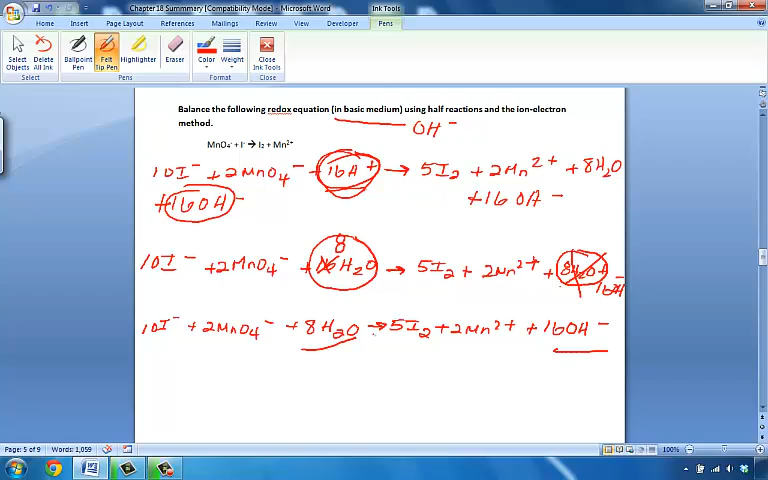 Chapter18 Summmary [Compatibility Mode] - Microsoft Word
Ink Tools
Home Insert Page Layout References Mailings Review View Developer Pens
Select Objects
Delete All Ink
Ballpoint Pen
Felt Tip Pen
Highlighter
Eraser
Color
Weight
Close Ink Tools
Select Pens Format Close
Balance the following redox equation (in basic medium) using half reactions and the ion-electron
method.
OH⁻
MnO₄⁻ + I⁻ → I₂ + Mn²⁺
10I⁻ + 2MnO₄⁻ + 16H⁺ → 5I₂ + 2Mn²⁺ + 8H₂O
+16OH⁻ +16OH⁻
8
10I⁻ + 2MnO₄⁻ + 16H₂O → 5I₂ + 2Mn²⁺ + 8H₂O
16OH⁻
10I⁻ + 2MnO₄⁻ + 8H₂O → 5I₂ + 2Mn²⁺ + 16OH⁻
Page: 5 of 9 Words: 1,059 100%
5:16 PM